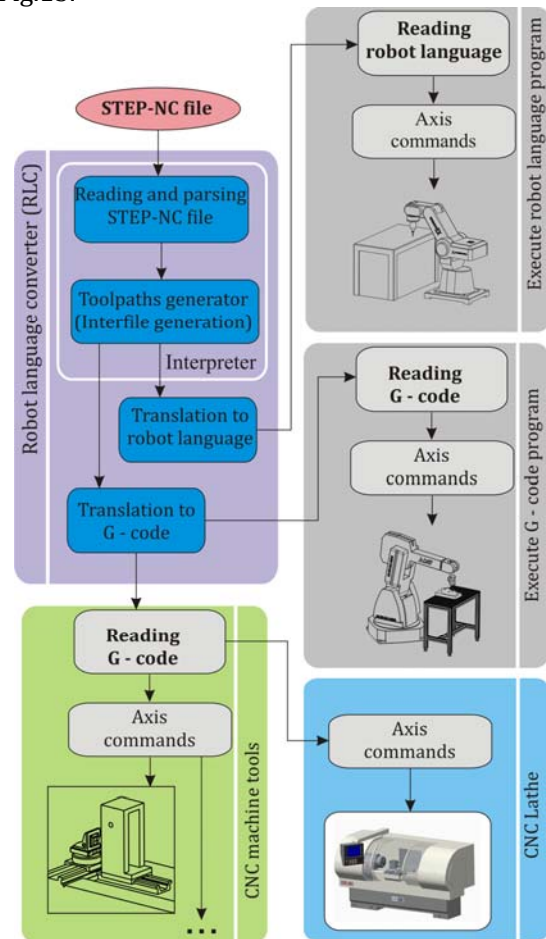 Fig.18.
Reading
robot language
Axis
commands
Execute robot language program
STEP-NC file
Robot language converter (RLC)
Reading and parsing
STEP-NC file
Toolpaths generator
(Interfile generation)
Interpreter
Translation to
robot language
Translation to
G - code
Reading
G - code
Axis
commands
Execute G - code program
Reading
G - code
Axis
commands
CNC machine tools
...
Axis
commands
CNC Lathe